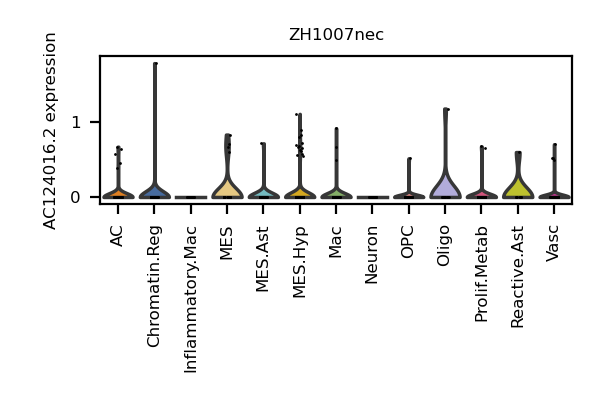 ZH1007nec
AC124016.2 expression
1
0
AC
Chromatin.Reg
Inflammatory.Mac
MES
MES.Ast
MES.Hyp
Mac
Neuron
OPC
Oligo
Prolif.Metab
Reactive.Ast
Vasc